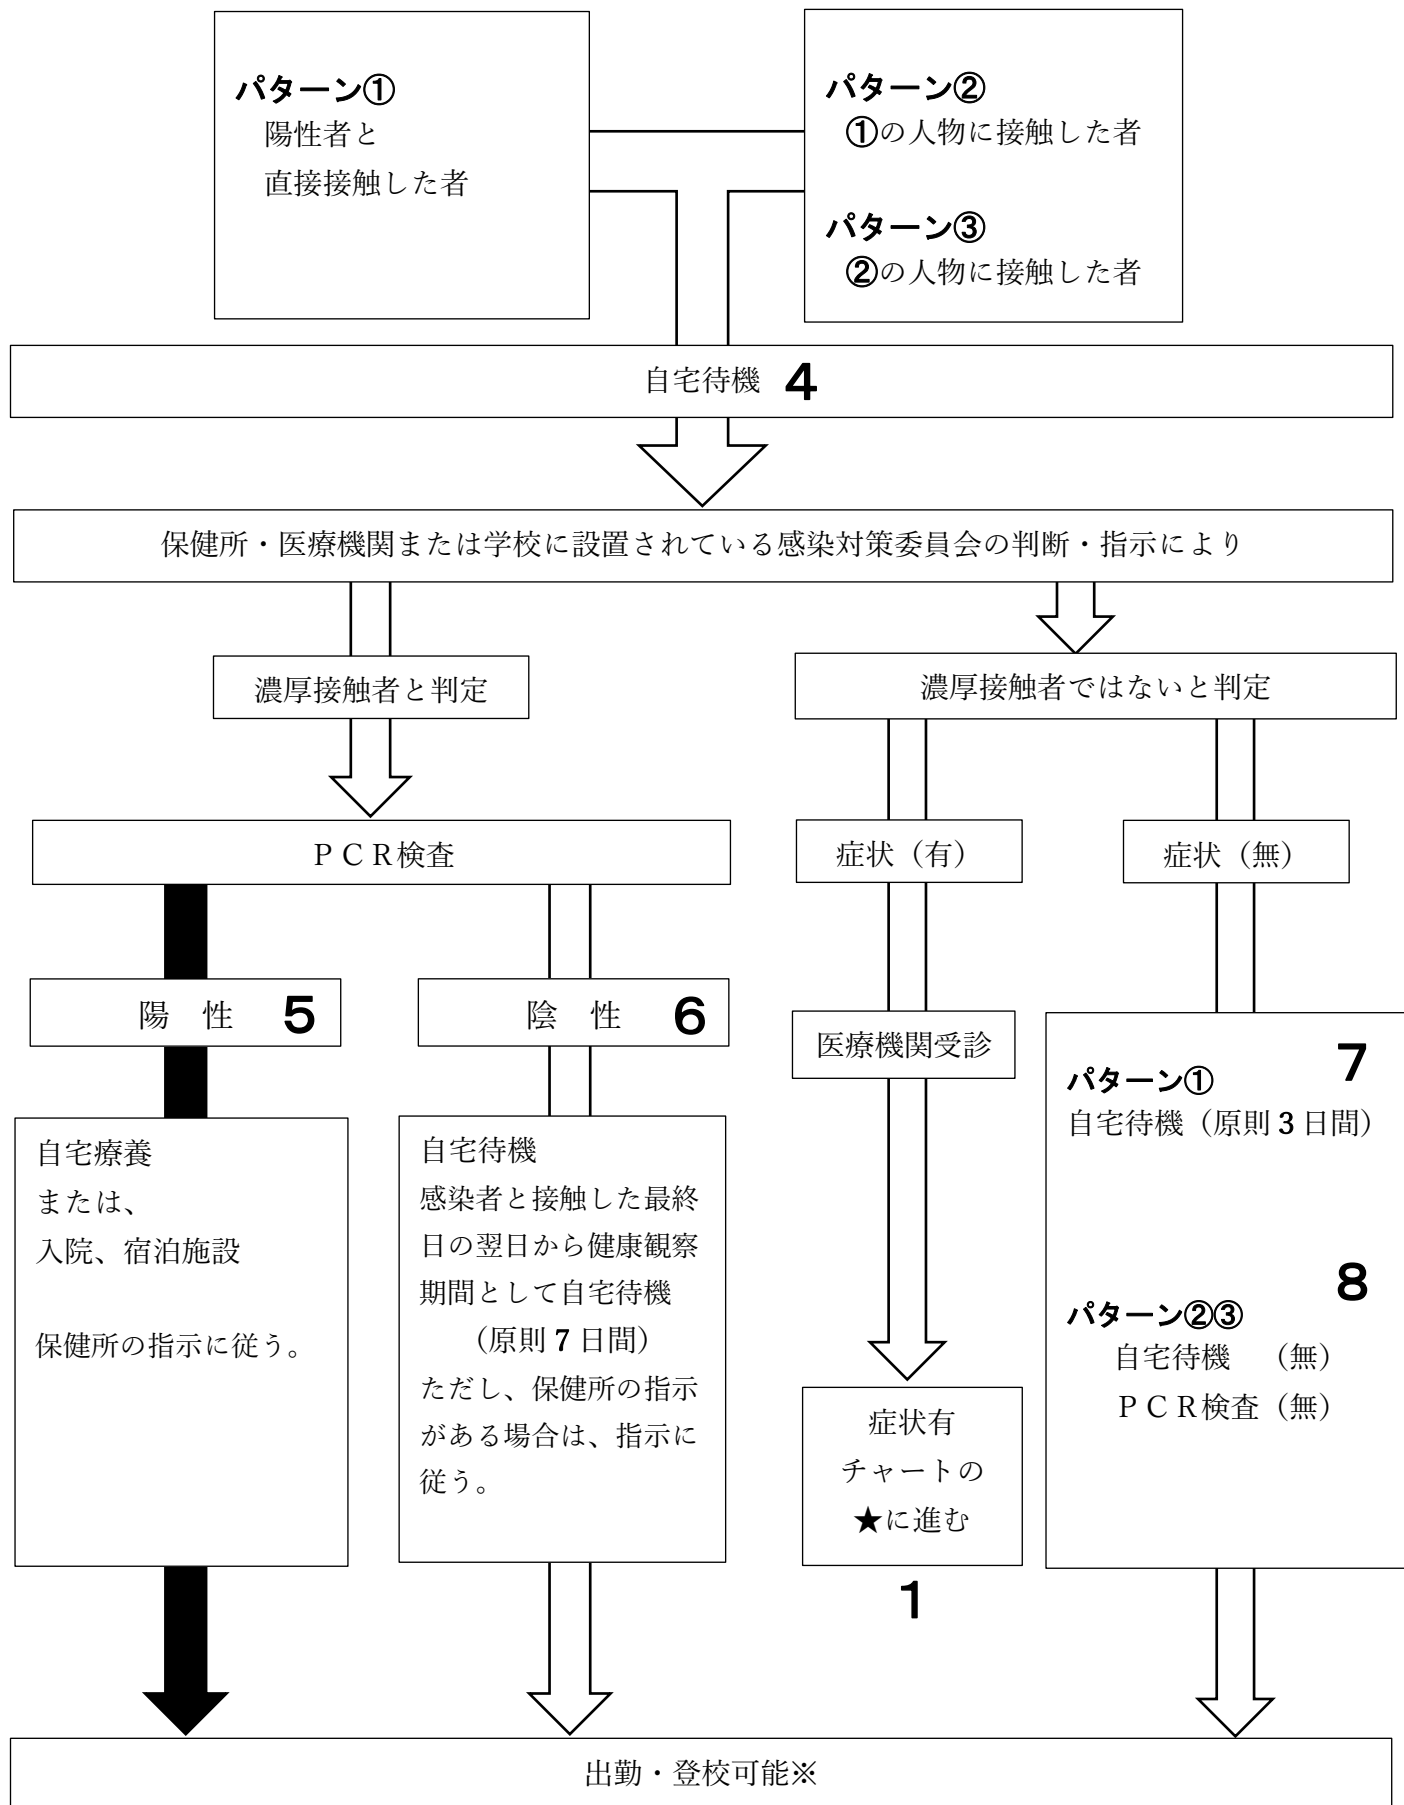 パターン①
陽性者と
直接接触した者
パターン②
①の人物に接触した者
パターン③
②の人物に接触した者
自宅待機 4
保健所・医療機関または学校に設置されている感染対策委員会の判断・指示により
濃厚接触者と判定
濃厚接触者ではないと判定
ＰＣＲ検査
症状（有）
症状（無）
陽　性 5
陰　性 6
医療機関受診
自宅療養
または、
入院、宿泊施設
保健所の指示に従う。
自宅待機
感染者と接触した最終
日の翌日から健康観察
期間として自宅待機
（原則 7 日間）
ただし、保健所の指示
がある場合は、指示に
従う。
症状有
チャートの
★に進む
1
7
パターン①
自宅待機（原則 3 日間）
8
パターン②③
自宅待機　（無）
ＰＣＲ検査（無）
出勤・登校可能※